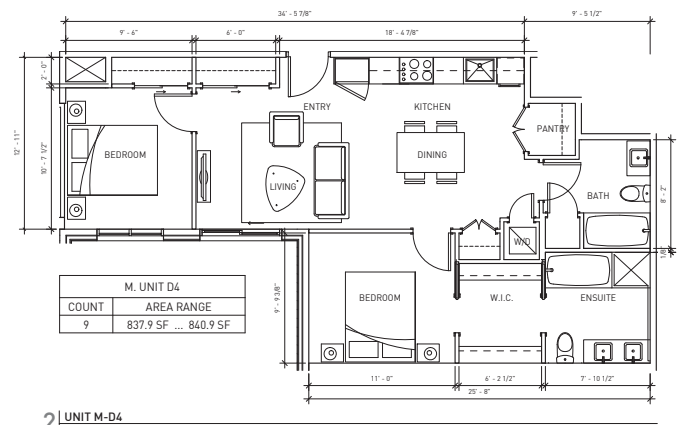 34' - 5 7/8" 9' - 5 1/2"
9' - 6" 6' - 0" 18' - 4 7/8"
2' - 0"
12' - 11"
10' - 7 1/2"
ENTRY KITCHEN
PANTRY
BEDROOM DINING
LIVING BATH
8' - 2"
W/D
1/8"
M. UNIT D4
COUNT AREA RANGE
9 837.9 SF ... 840.9 SF
9' - 9 3/8"
BEDROOM W.I.C. ENSUITE
11' - 0" 6' - 2 1/2" 7' - 10 1/2"
25' - 8"
2 UNIT M-D4